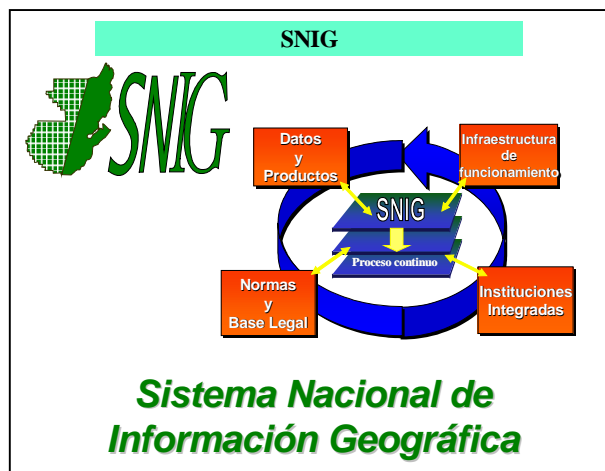 SNIG
SNIG
Datos
y
Productos
Infraestructura
de
funcionamiento
SNIG
Proceso continuo
Normas
y
Base Legal
Instituciones
Integradas
Sistema Nacional de
Información Geográfica